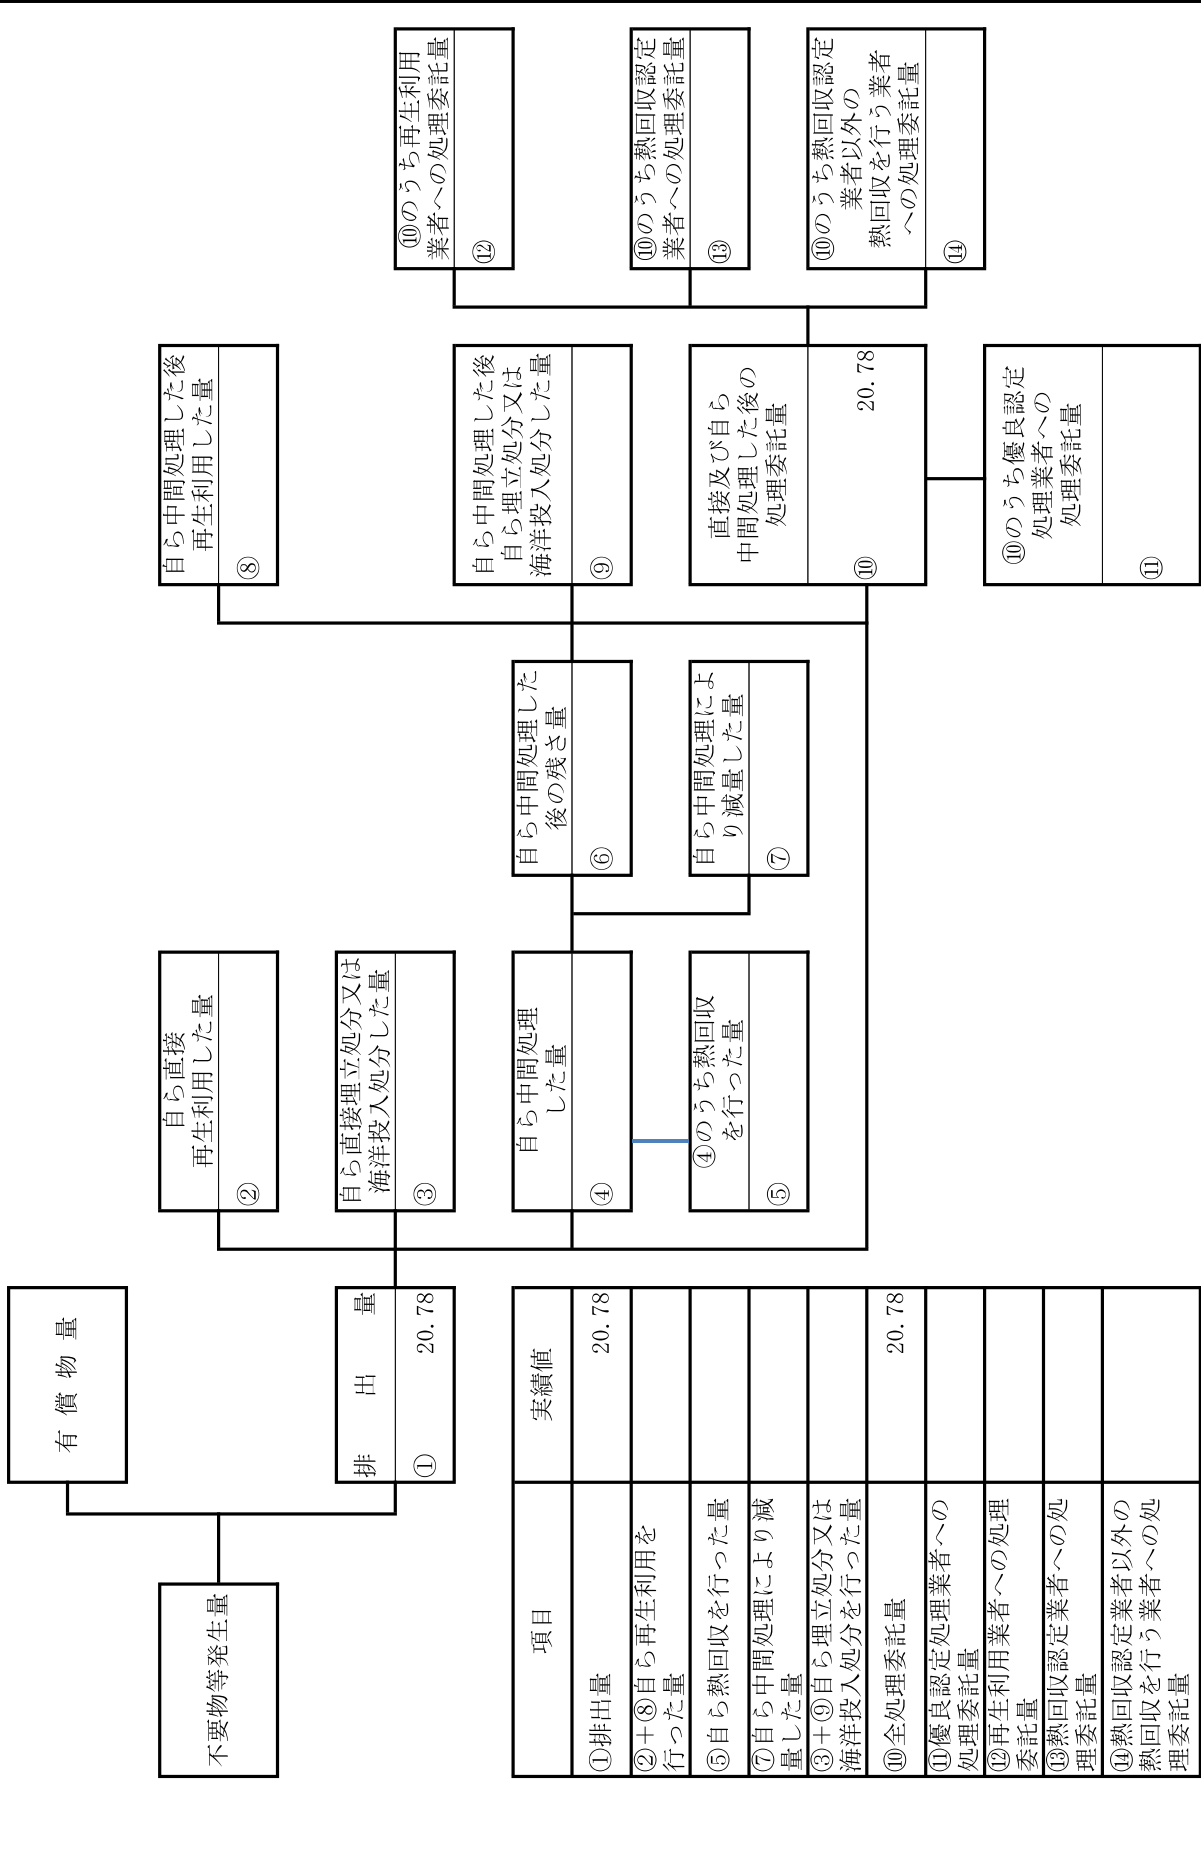 不要物等発生量
有償物量
排出量
① 20.78
自ら直接
再生利用した量
②
自ら直接埋立処分又は
海洋投入処分した量
③
自ら中間処理
した量
④
④のうち熱回収
を行った量
⑤
自ら中間処理した
後の残さ量
⑥
自ら中間処理によ
り減量した量
⑦
自ら中間処理した後
再生利用した量
⑧
自ら中間処理した後
自ら埋立処分又は
海洋投入処分した量
⑨
直接及び自ら
中間処理した後の
処理委託量
⑩ 20.78
⑩のうち優良認定
処理業者への
処理委託量
⑪
⑩のうち再生利用
業者への処理委託量
⑫
⑩のうち熱回収認定
業者への処理委託量
⑬
⑩のうち熱回収認定
業者以外の
熱回収を行う業者
への処理委託量
⑭
項目 実績値
①排出量 20.78
②＋⑧自ら再生利用を
行った量
⑤自ら熱回収を行った量
⑦自ら中間処理により減
量した量
③＋⑨自ら埋立処分又は
海洋投入処分を行った量
⑩全処理委託量 20.78
⑪優良認定処理業者への
処理委託量
⑫再生利用業者への処理
委託量
⑬熱回収認定業者への処
理委託量
⑭熱回収認定業者以外の
熱回収を行う業者への処
理委託量